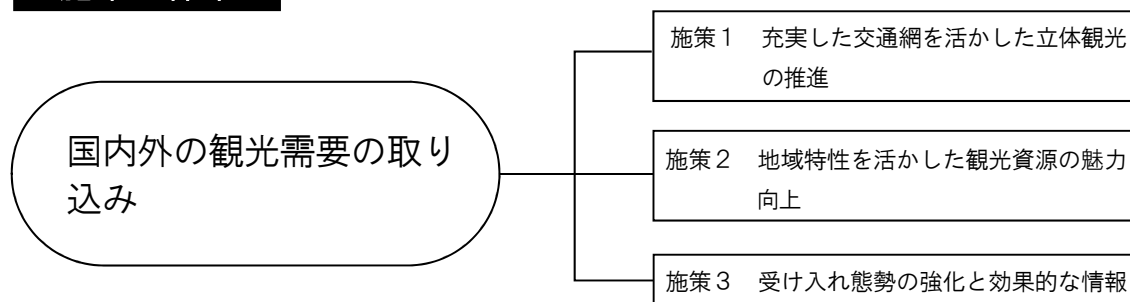 国内外の観光需要の取り
込み
施策１　充実した交通網を活かした立体観光
の推進
施策２　地域特性を活かした観光資源の魅力
向上
施策３　受け入れ態勢の強化と効果的な情報